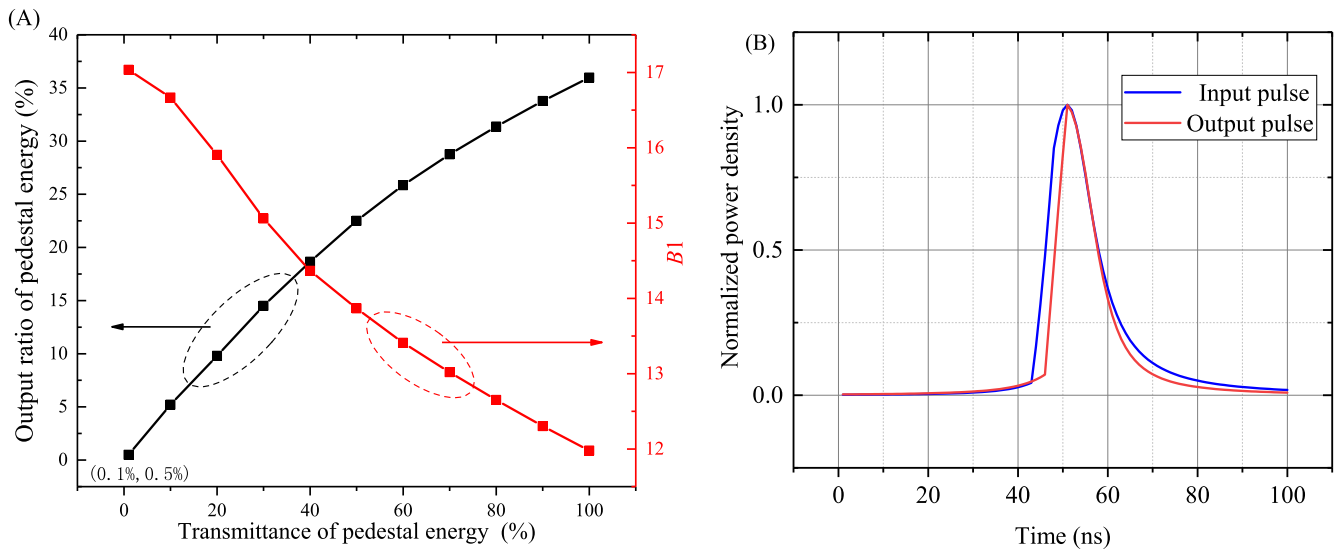 (A)
Output ratio of pedestal energy (%)
40
35
30
25
20
15
10
5
0
(0.1%,0.5%)
0 20 40 60 80 100
Transmittance of pedestal energy (%)
17
16
15
14
13
12
B1
(B)
Normalized power density
1.0
0.5
0.0
Input pulse
Output pulse
0 20 40 60 80 100
Time (ns)